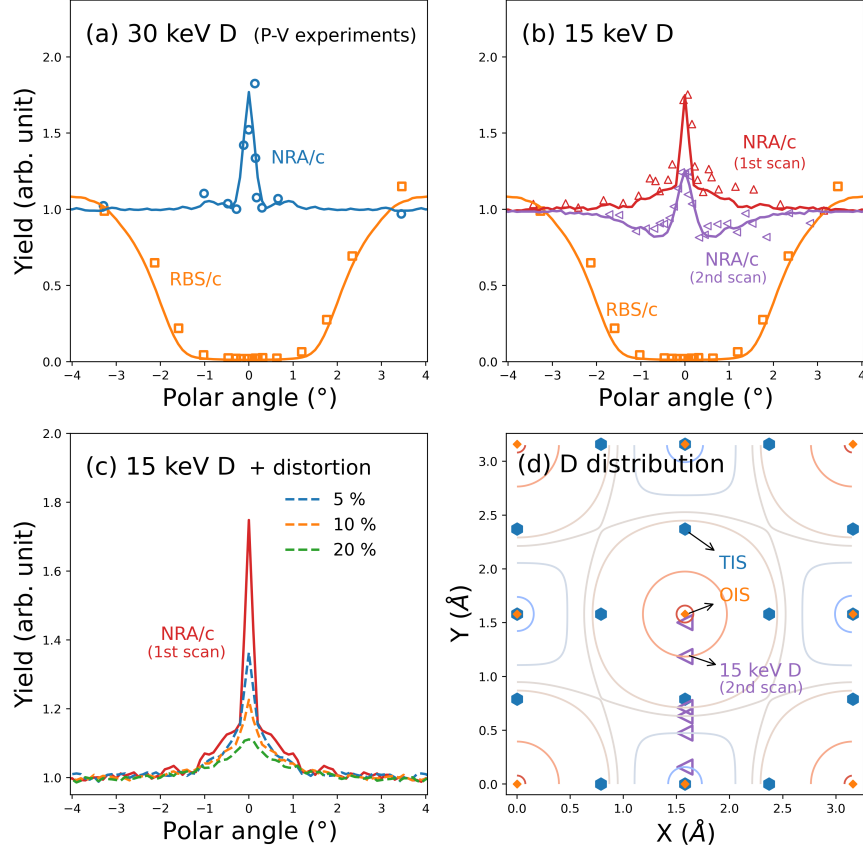 (a) 30 keV D (P-V experiments)
2.0
1.5
1.0
0.5
0.0
Yield (arb. unit)
NRA/c
RBS/c
−4 −3 −2 −1 0 1 2 3 4
Polar angle (°)
(b) 15 keV D
2.0
1.5
1.0
0.5
0.0
NRA/c
(1st scan)
NRA/c
(2nd scan)
RBS/c
−4 −3 −2 −1 0 1 2 3 4
Polar angle (°)
(c) 15 keV D + distortion
5 %
10 %
20 %
2.0
1.8
1.6
1.4
1.2
1.0
Yield (arb. unit)
NRA/c
(1st scan)
−4 −3 −2 −1 0 1 2 3 4
Polar angle (°)
(d) D distribution
3.0
2.5
2.0
1.5
1.0
0.5
0.0
Y (Å)
TIS
OIS
15 keV D
(2nd scan)
0.0 0.5 1.0 1.5 2.0 2.5 3.0
X (Å)